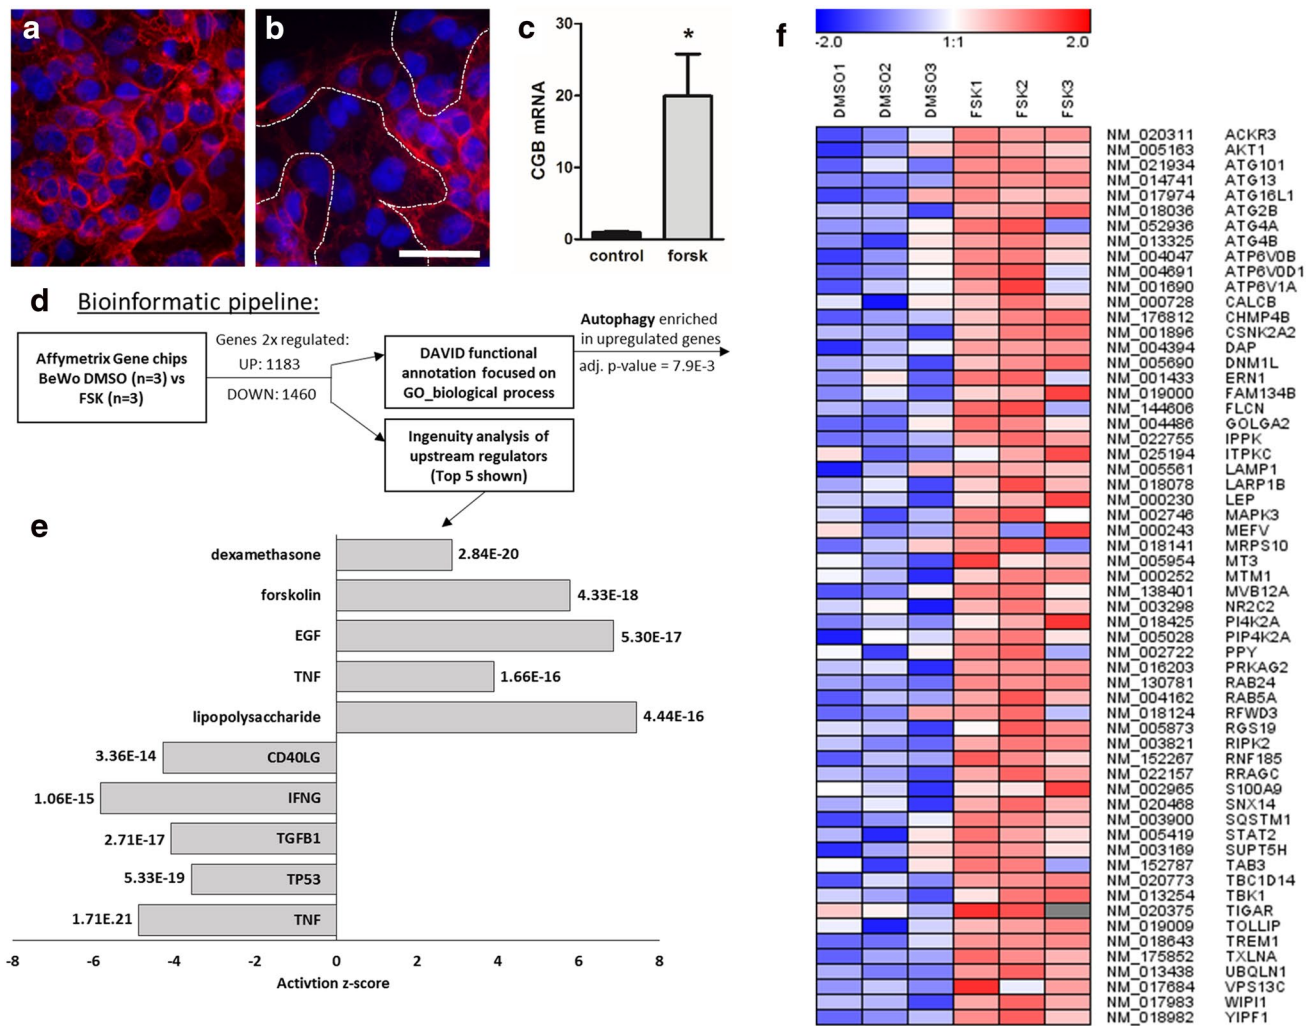 a
b
c
30
20
10
0
CGB mRNA
*
control
forsk
d
Bioinformatic pipeline:
Affymetrix Gene chips
BeWo DMSO (n=3) vs
FSK (n=3)
Genes 2x regulated:
UP: 1183
DOWN: 1460
DAVID functional
annotation focused on
GO_biological process
Autophagy enriched
in upregulated genes
adj. p-value = 7.9E-3
Ingenuity analysis of
upstream regulators
(Top 5 shown)
e
dexamethasone 2.84E-20
forskolin 4.33E-18
EGF 5.30E-17
TNF 1.66E-16
lipopolysaccharide 4.44E-16
3.36E-14 CD40LG
1.06E-15 IFNG
2.71E-17 TGFB1
5.33E-19 TP53
1.71E.21 TNF
-8 -6 -4 -2 0 2 4 6 8
Activtion z-score
f
-2.0 1:1 2.0
DMSO1 DMSO2 DMSO3 FSK1 FSK2 FSK3
NM_020311 ACKR3
NM_005163 AKT1
NM_021934 ATG101
NM_014741 ATG13
NM_017974 ATG16L1
NM_018036 ATG2B
NM_052936 ATG4A
NM_013325 ATG4B
NM_004047 ATP6V0B
NM_004691 ATP6V0D1
NM_001690 ATP6V1A
NM_000728 CALCB
NM_176812 CHMP4B
NM_001896 CSNK2A2
NM_004394 DAP
NM_005690 DNM1L
NM_001433 ERN1
NM_019000 FAM134B
NM_144606 FLCN
NM_004486 GOLGA2
NM_022755 IPPK
NM_025194 ITPKC
NM_005561 LAMP1
NM_018078 LARP1B
NM_000230 LEP
NM_002746 MAPK3
NM_000243 MEFV
NM_018141 MRPS10
NM_005954 MT3
NM_000252 MTM1
NM_138401 MVB12A
NM_003298 NR2C2
NM_018425 PI4K2A
NM_005028 PIP4K2A
NM_002722 PPY
NM_016203 PRKAG2
NM_130781 RAB24
NM_004162 RAB5A
NM_018124 RFWD3
NM_005873 RGS19
NM_003821 RIPK2
NM_152267 RNF185
NM_022157 RRAGC
NM_002965 S100A9
NM_020468 SNX14
NM_003900 SQSTM1
NM_005419 STAT2
NM_003169 SUPT5H
NM_152787 TAB3
NM_020773 TBC1D14
NM_013254 TBK1
NM_020375 TIGAR
NM_019009 TOLLIP
NM_018643 TREM1
NM_175852 TXLNA
NM_013438 UBQLN1
NM_017684 VPS13C
NM_017983 WIPI1
NM_018982 YIPF1